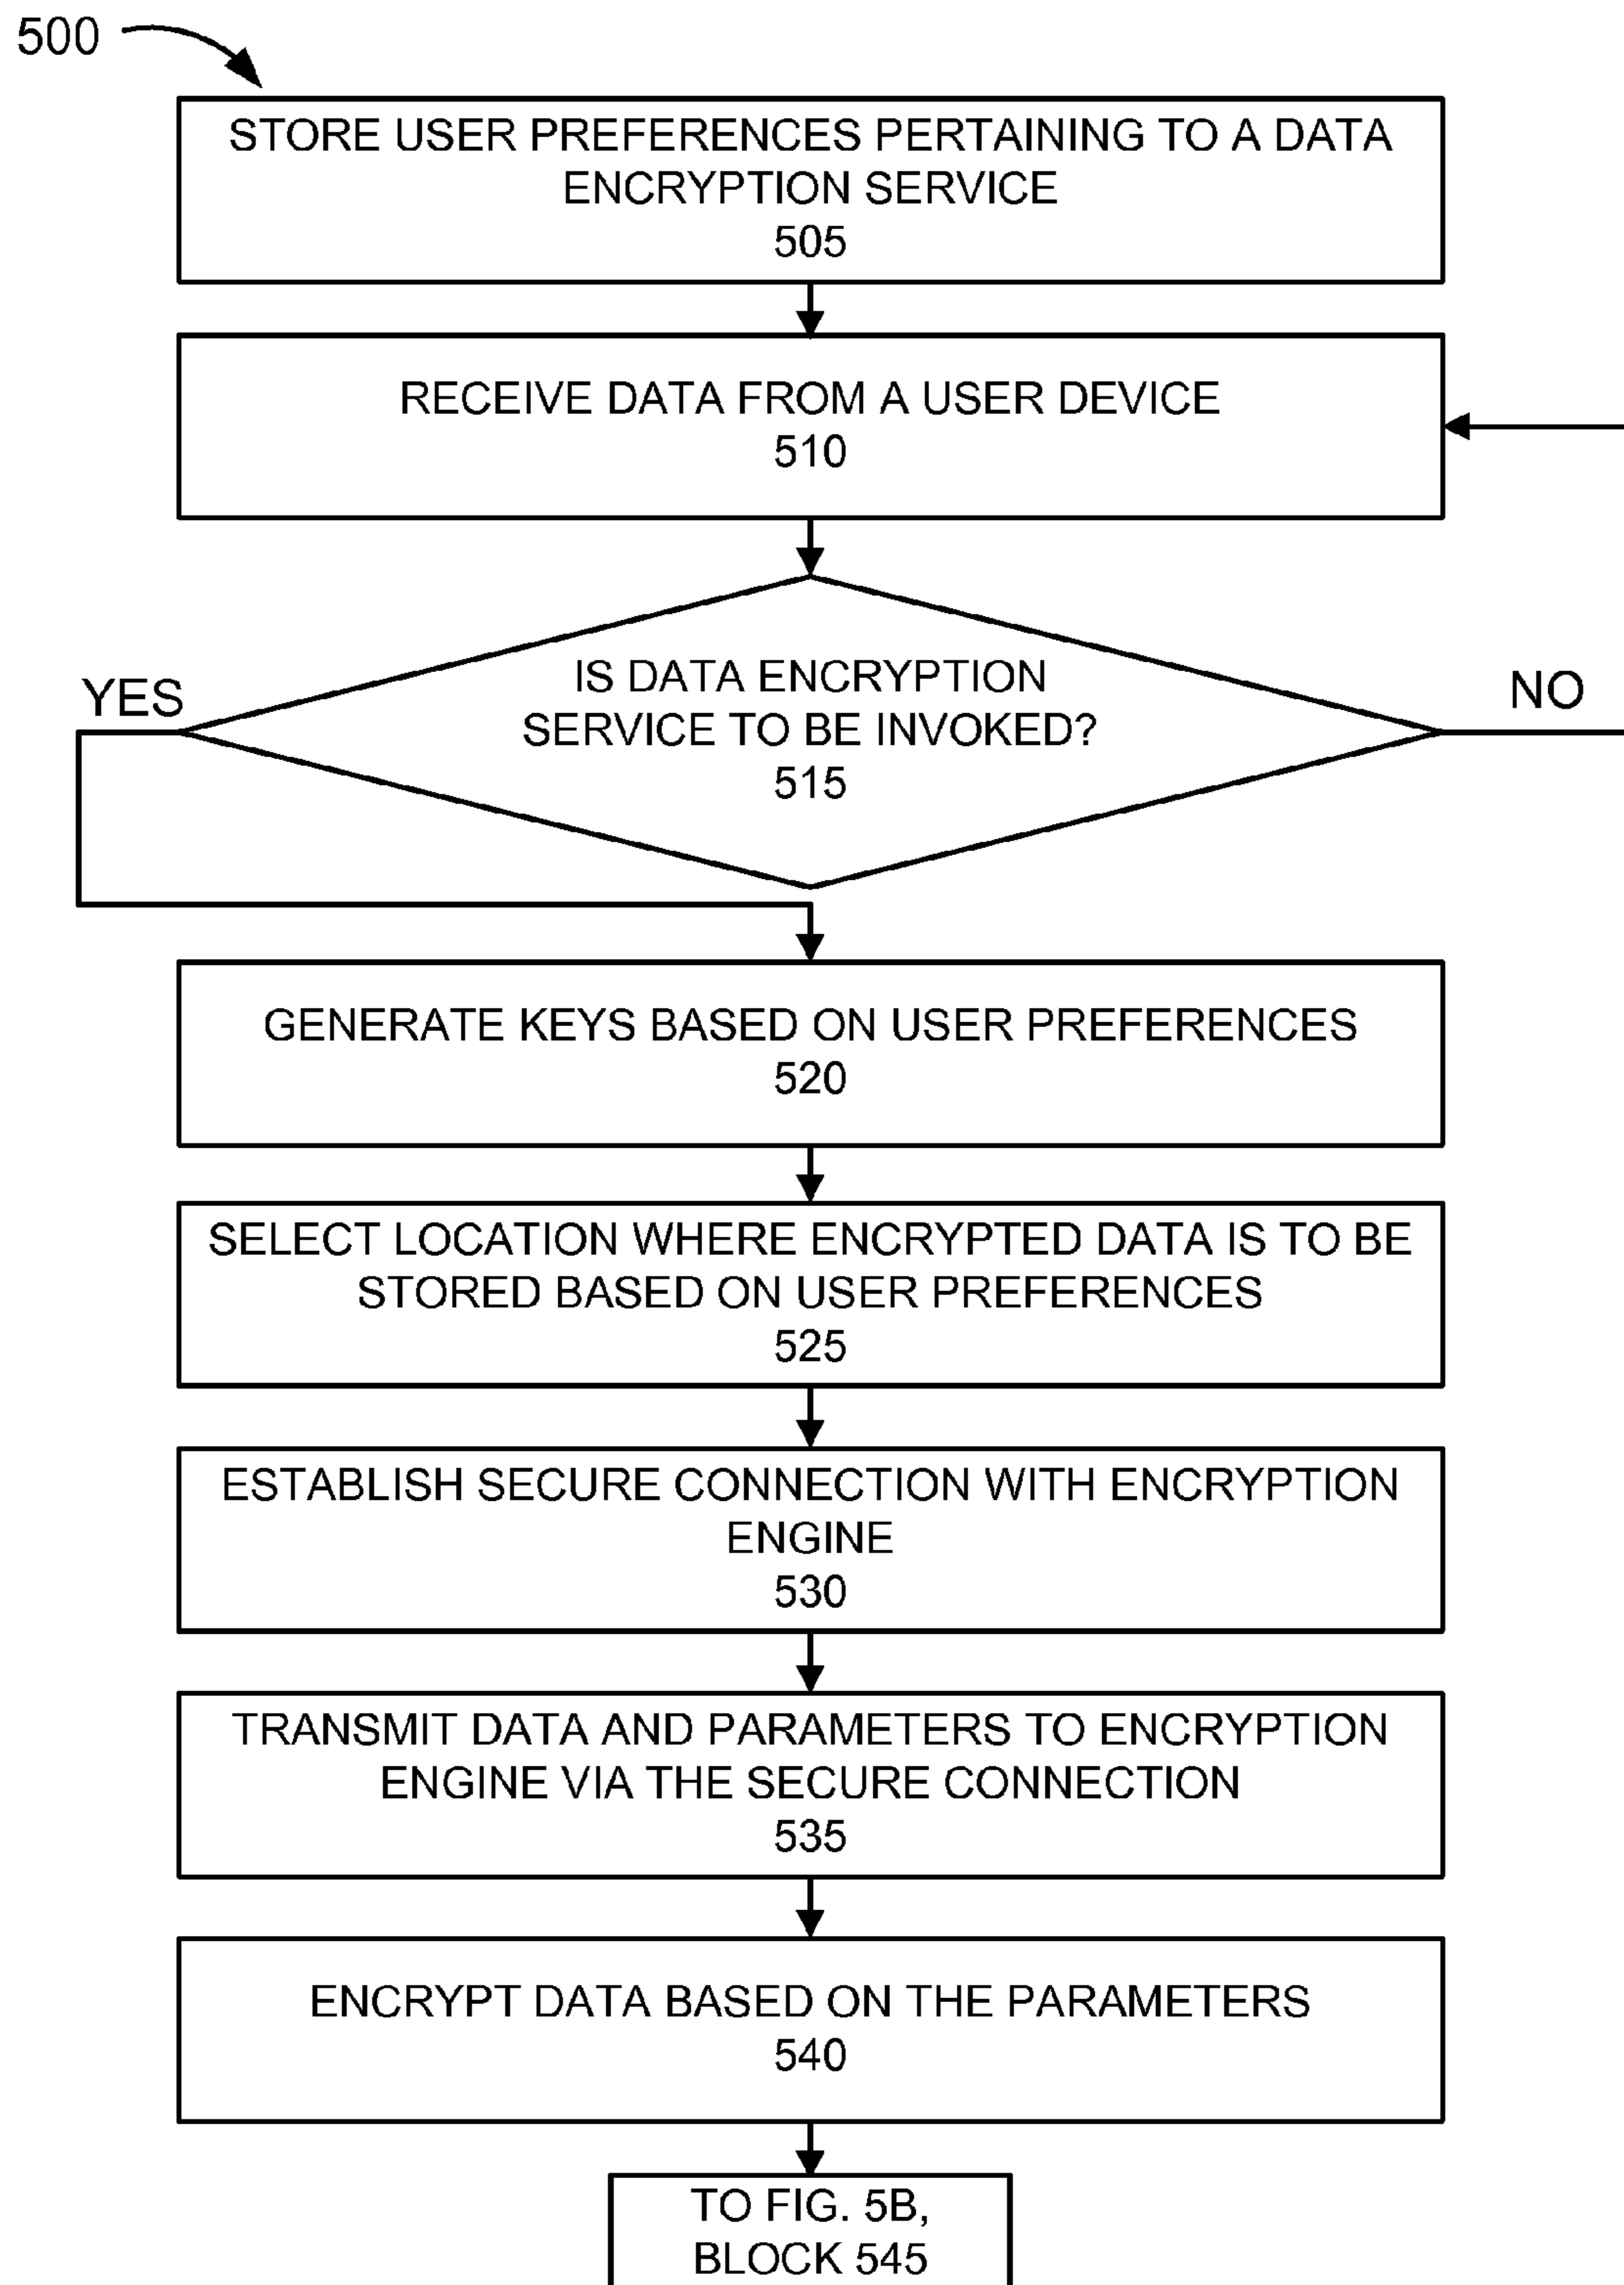 500
STORE USER PREFERENCES PERTAINING TO A DATA
ENCRYPTION SERVICE
505
RECEIVE DATA FROM A USER DEVICE
510
IS DATA ENCRYPTION
SERVICE TO BE INVOKED?
515
YES
NO
GENERATE KEYS BASED ON USER PREFERENCES
520
SELECT LOCATION WHERE ENCRYPTED DATA IS TO BE
STORED BASED ON USER PREFERENCES
525
ESTABLISH SECURE CONNECTION WITH ENCRYPTION
ENGINE
530
TRANSMIT DATA AND PARAMETERS TO ENCRYPTION
ENGINE VIA THE SECURE CONNECTION
535
ENCRYPT DATA BASED ON THE PARAMETERS
540
TO FIG. 5B,
BLOCK 545